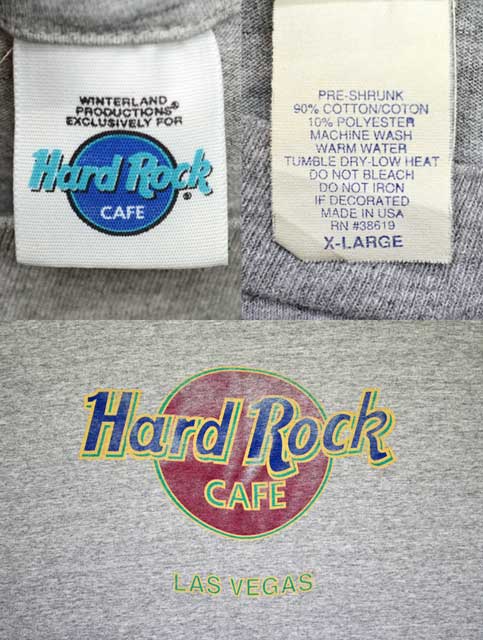 WINTERLAND
PRODUCTIONS®
EXCLUSIVELY FOR
Hard Rock®
CAFE
PRE-SHRUNK
90% COTTON/COTON
10% POLYESTER
MACHINE WASH
WARM WATER
TUMBLE DRY-LOW HEAT
DO NOT BLEACH
DO NOT IRON
IF DECORATED
MADE IN USA
RN #38619
X-LARGE
Hard Rock
CAFE
LAS VEGAS